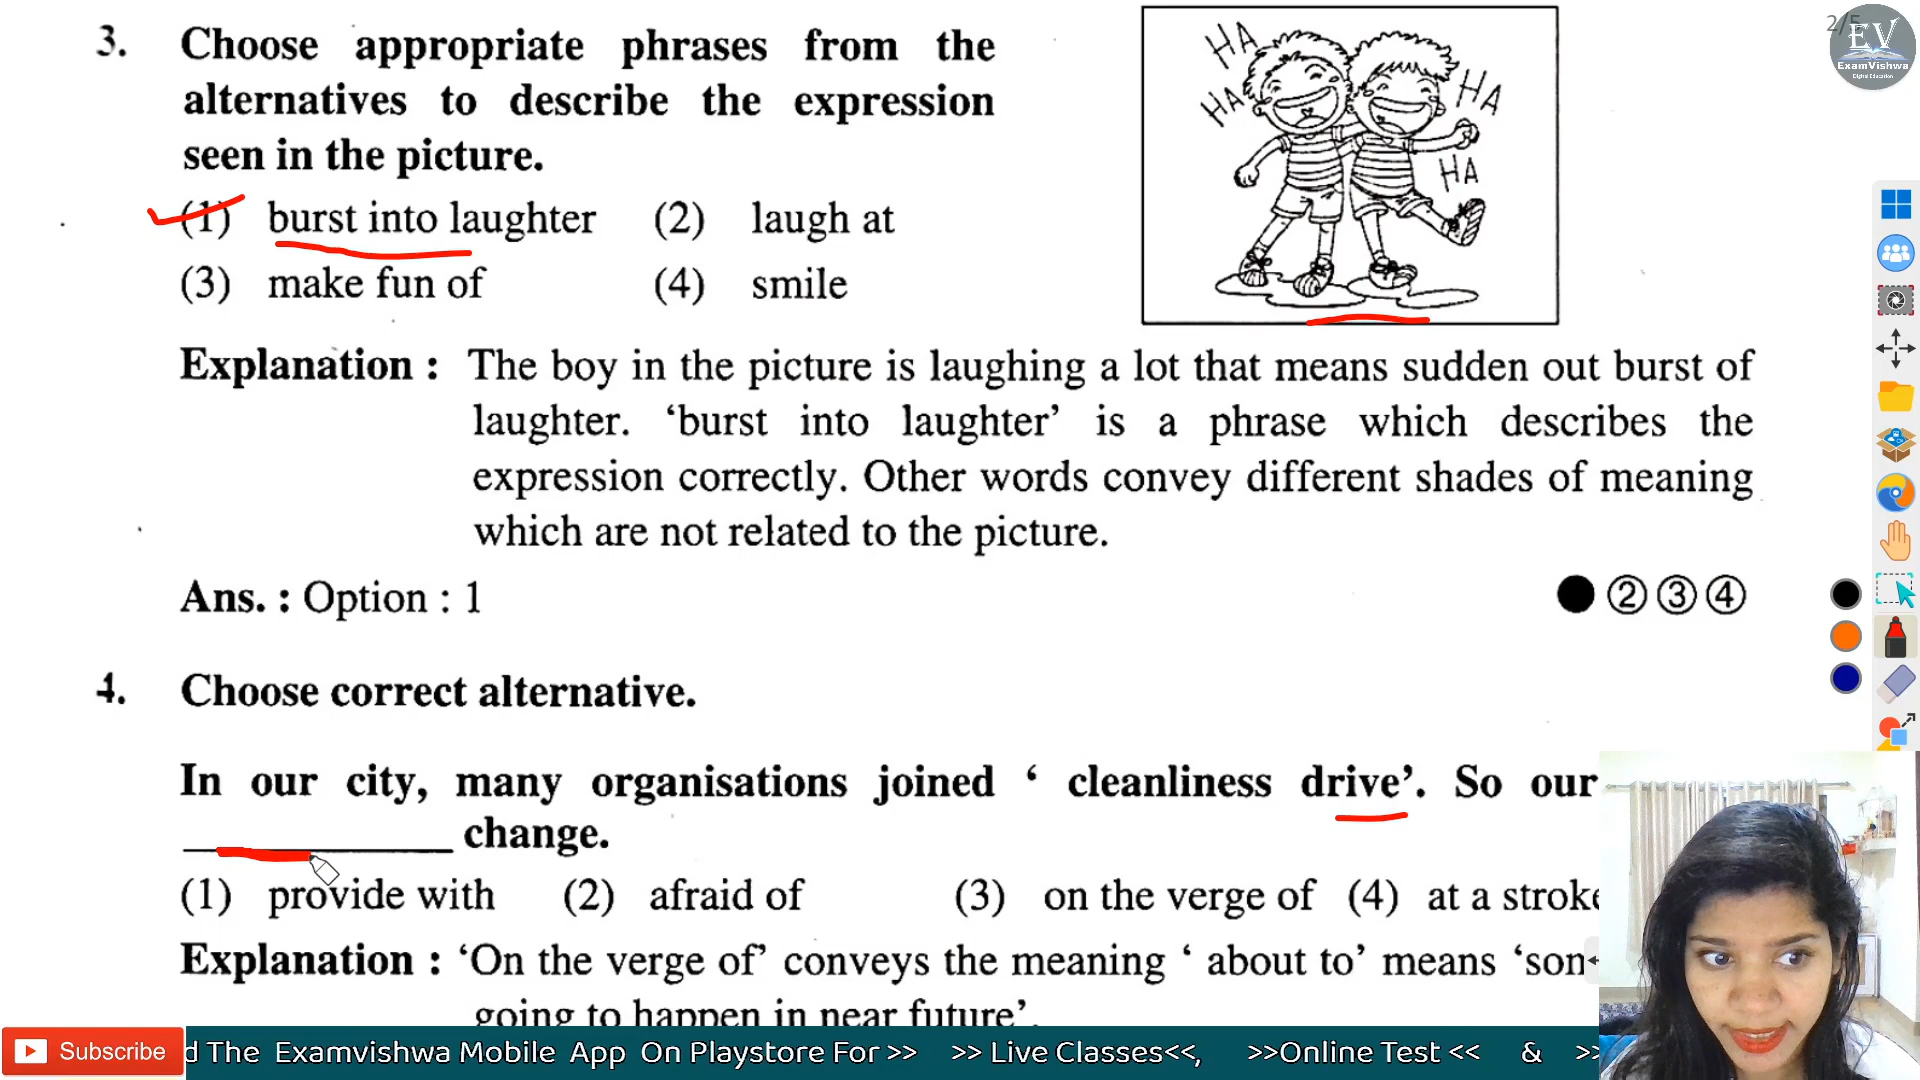 3. Choose appropriate phrases from the
alternatives to describe the expression
seen in the picture.
(1) burst into laughter (2) laugh at
(3) make fun of (4) smile
HA
HA
HA
HA
Explanation : The boy in the picture is laughing a lot that means sudden out burst of
laughter. ‘burst into laughter’ is a phrase which describes the
expression correctly. Other words convey different shades of meaning
which are not related to the picture.
Ans. : Option : 1 ② ③ ④
4. Choose correct alternative.
In our city, many organisations joined ‘ cleanliness drive’. So our
____________ change.
(1) provide with (2) afraid of (3) on the verge of (4) at a stroke
Explanation : ‘On the verge of’ conveys the meaning ‘ about to’ means ‘som
going to happen in near future’.
2/5
EV
ExamVishwa
Digital Education
Subscribe
d The Examvishwa Mobile App On Playstore For >> >> Live Classes<<, >>Online Test << & >>